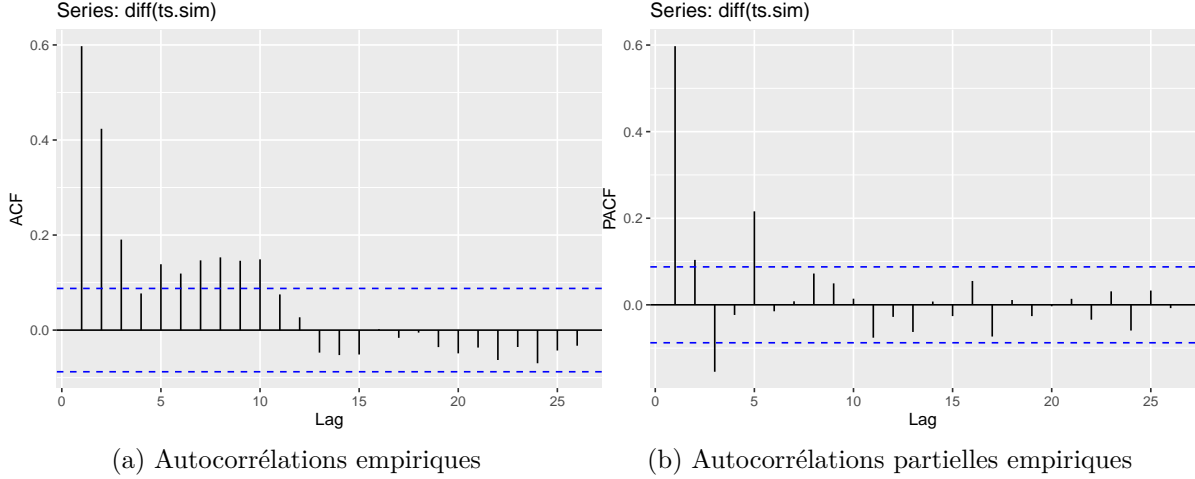 Series: diff(ts.sim)
0.6
0.4
0.2
0.0
ACF
0 5 10 15 20 25
Lag
(a) Autocorrélations empiriques
Series: diff(ts.sim)
0.6
0.4
0.2
0.0
PACF
0 5 10 15 20 25
Lag
(b) Autocorrélations partielles empiriques